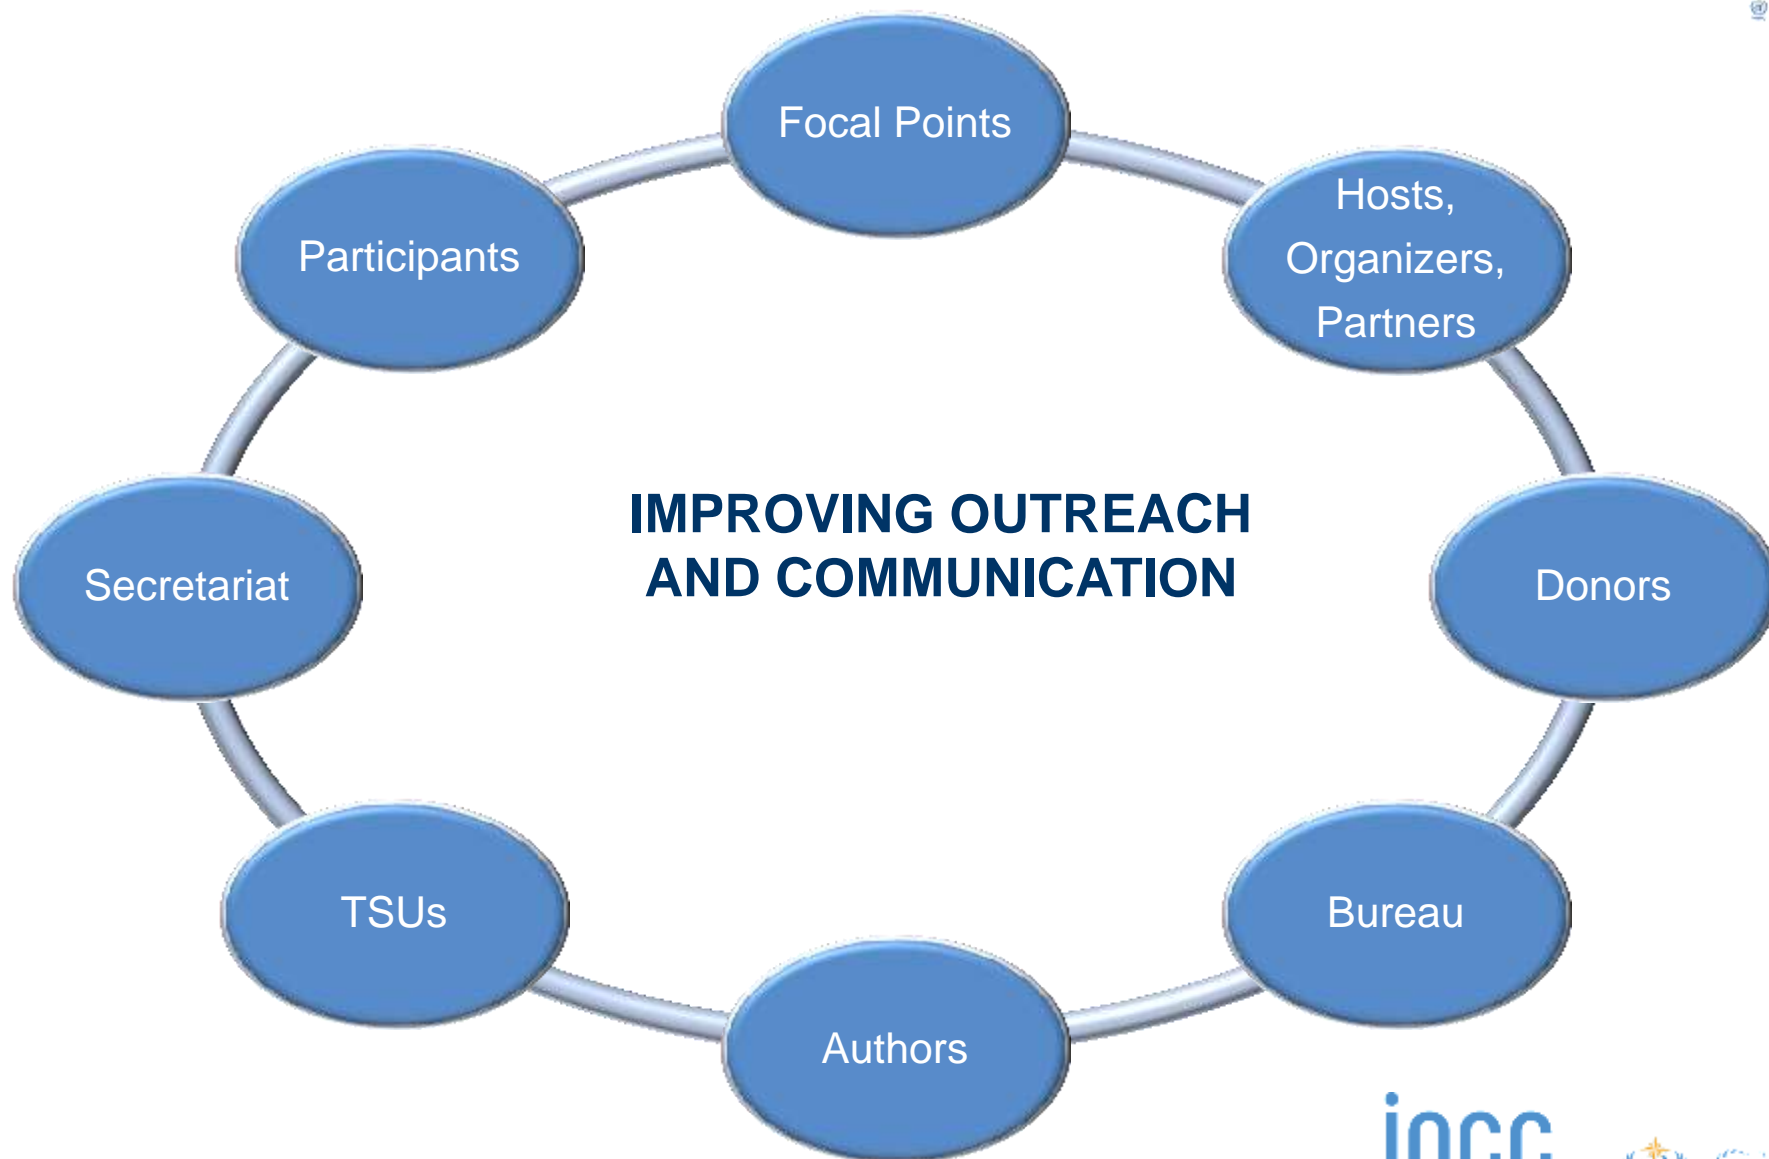 Focal Points
Hosts,
Organizers,
Partners
Participants
IMPROVING OUTREACH
AND COMMUNICATION
Secretariat
Donors
TSUs
Bureau
Authors
ipcc